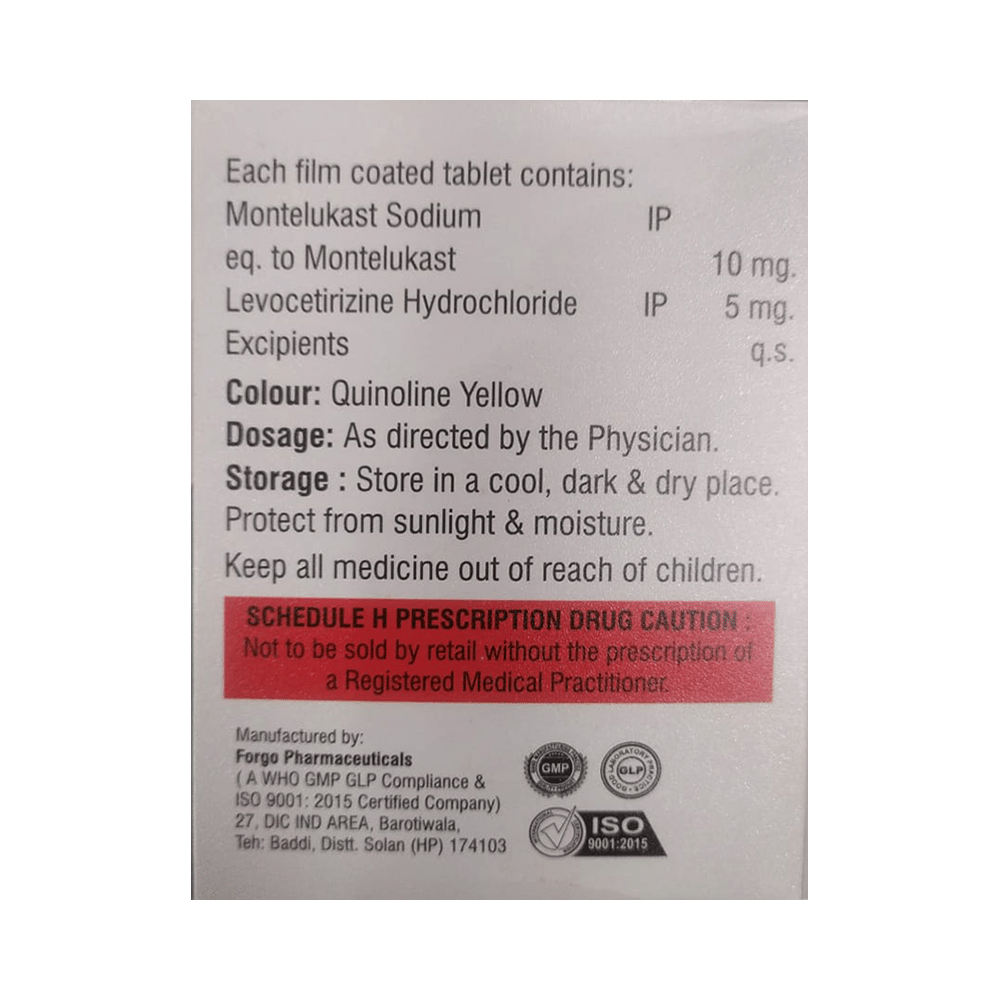 Each film coated tablet contains:
Montelukast Sodium IP
eq. to Montelukast 10 mg.
Levocetirizine Hydrochloride IP 5 mg.
Excipients q.s.
Colour: Quinoline Yellow
Dosage: As directed by the Physician.
Storage : Store in a cool, dark & dry place.
Protect from sunlight & moisture.
Keep all medicine out of reach of children.
SCHEDULE H PRESCRIPTION DRUG CAUTION :
Not to be sold by retail without the prescription of
a Registered Medical Practitioner.
Manufactured by:
Forgo Pharmaceuticals
( A WHO GMP GLP Compliance &
ISO 9001: 2015 Certified Company)
27, DIC IND AREA, Barotiwala,
Teh: Baddi, Distt. Solan (HP) 174103
GMP
GOOD LABORATORY PRACTICE
GLP
ISO
9001:2015